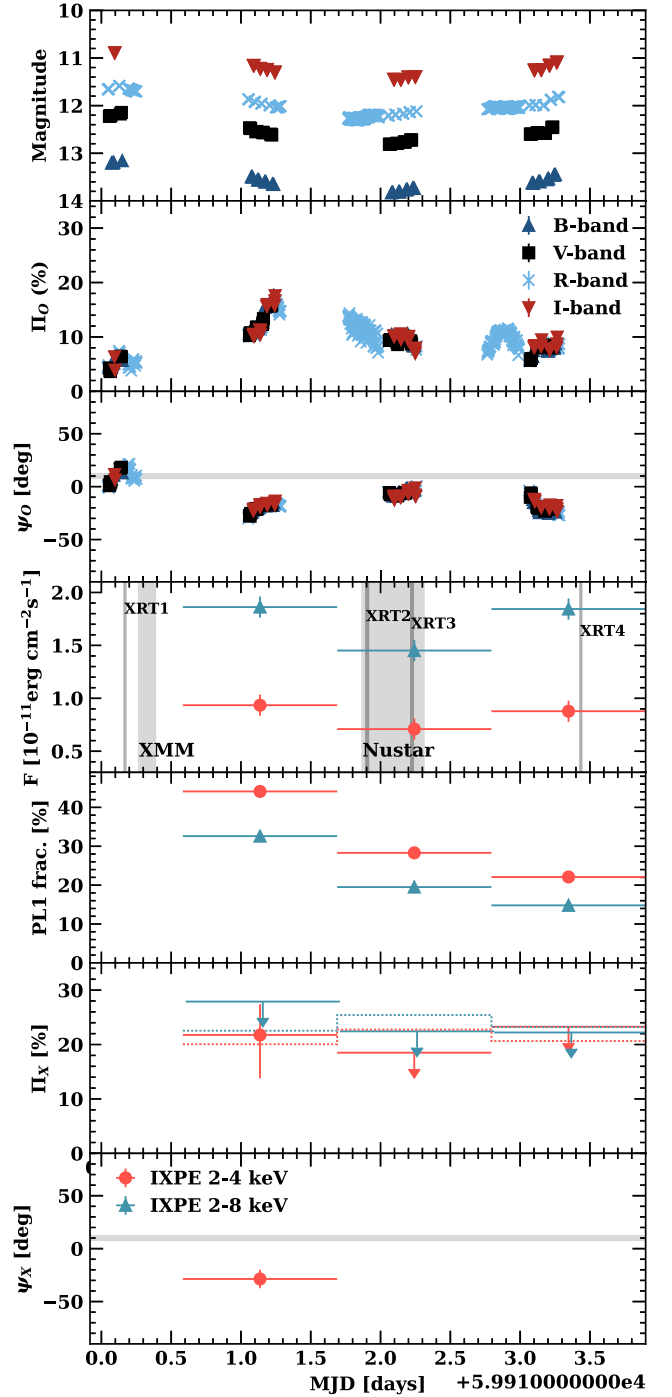 10
11
12
13
14
Magnitude
30
20
10
0
Π_O (%)
B-band
V-band
R-band
I-band
50
0
−50
ψ_O [deg]
2.0
1.5
1.0
0.5
F [10⁻¹¹erg cm⁻²s⁻¹]
XRT1
XRT2
XRT3
XRT4
XMM
Nustar
40
30
20
10
0
PL1 frac. [%]
30
20
10
0
Π_X [%]
IXPE 2-4 keV
IXPE 2-8 keV
50
0
−50
ψ_X [deg]
0.0 0.5 1.0 1.5 2.0 2.5 3.0 3.5
MJD [days] +5.9910000000e4